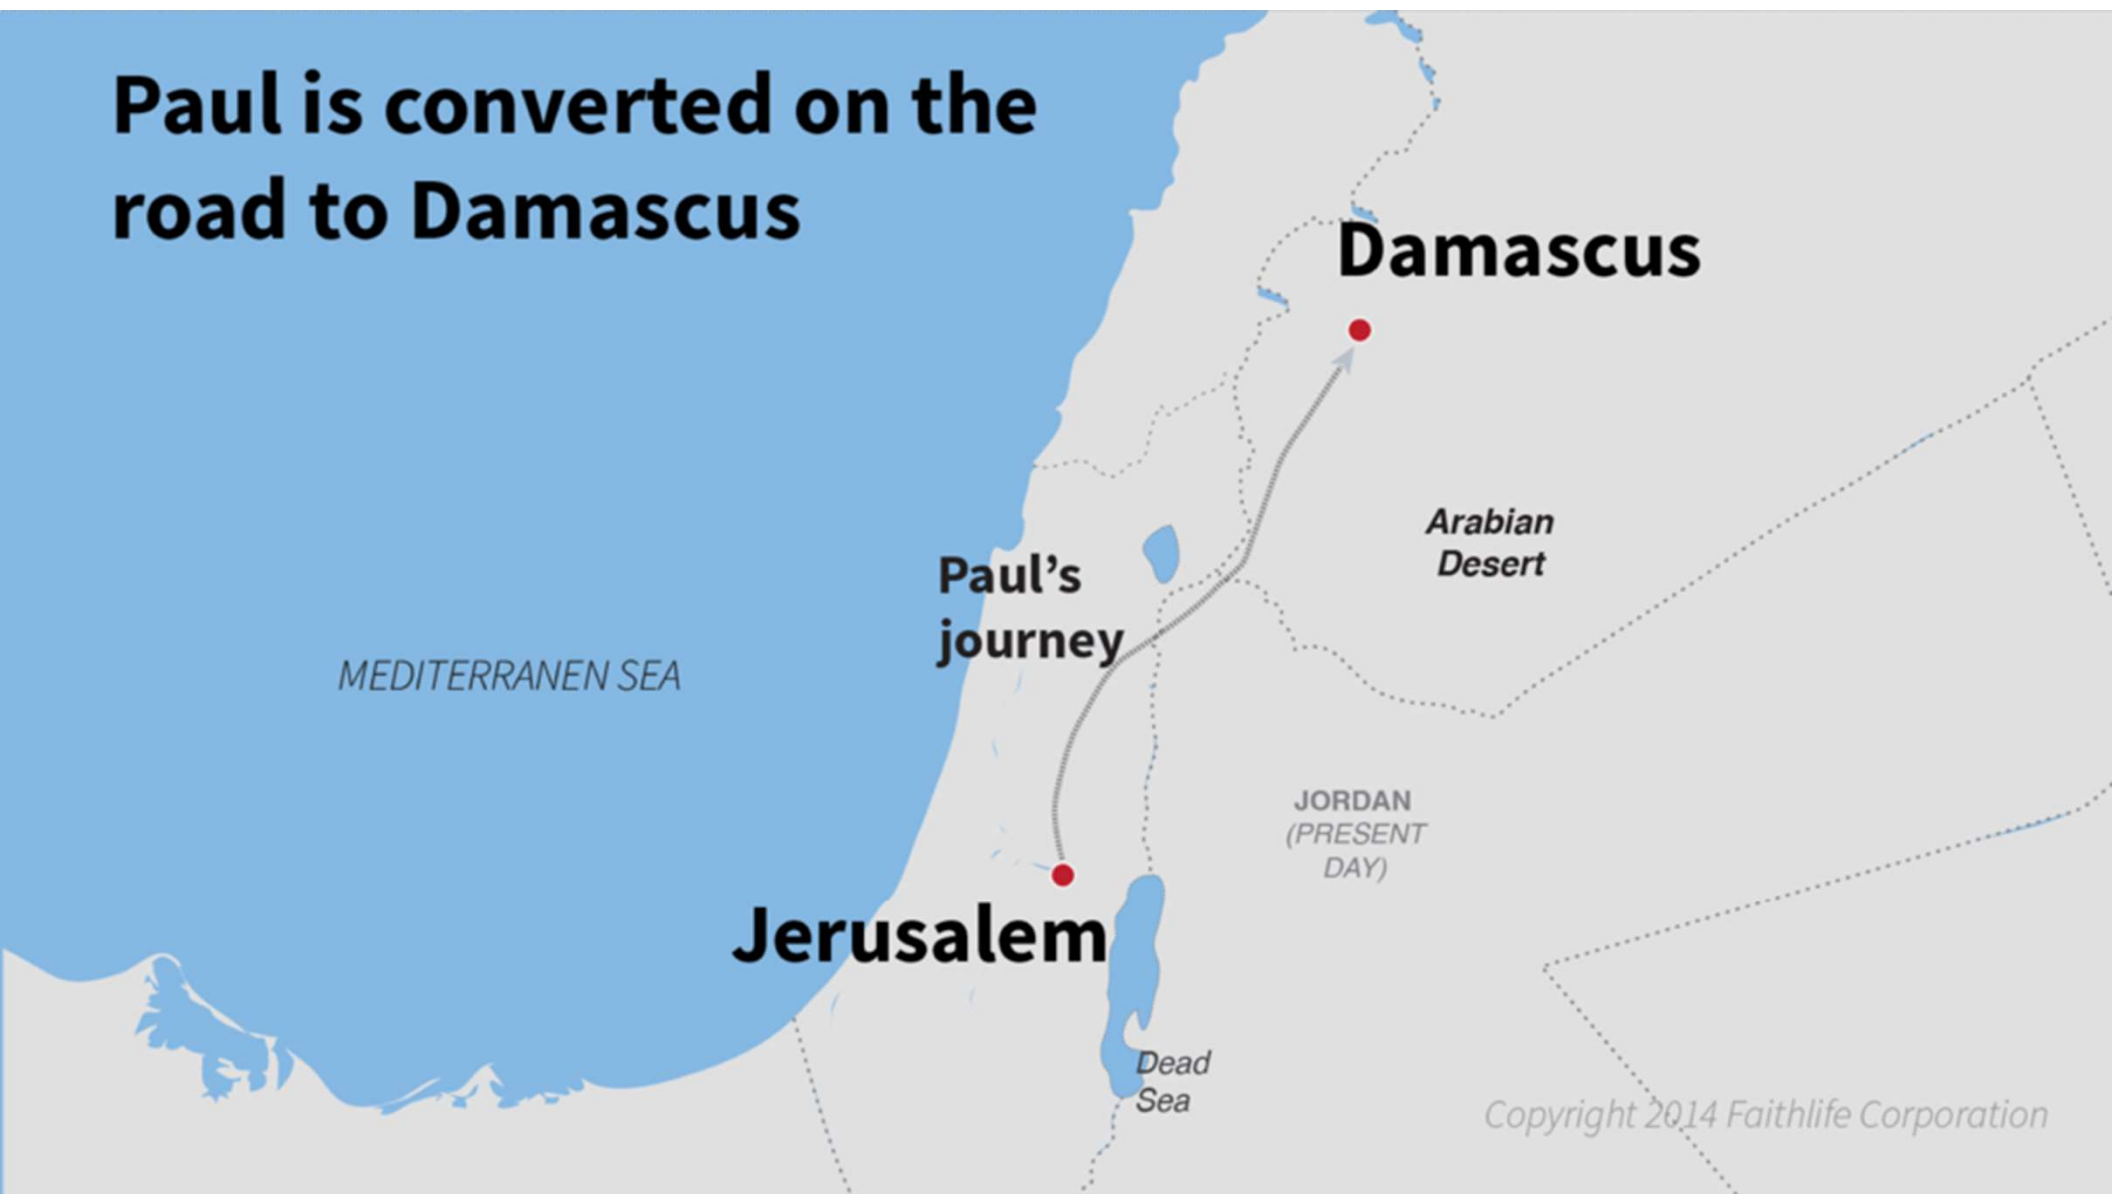 Paul is converted on the
road to Damascus
Damascus
Arabian
Desert
Paul’s
journey
MEDITERRANEN SEA
JORDAN
(PRESENT
DAY)
Jerusalem
Dead
Sea
Copyright 2014 Faithlife Corporation